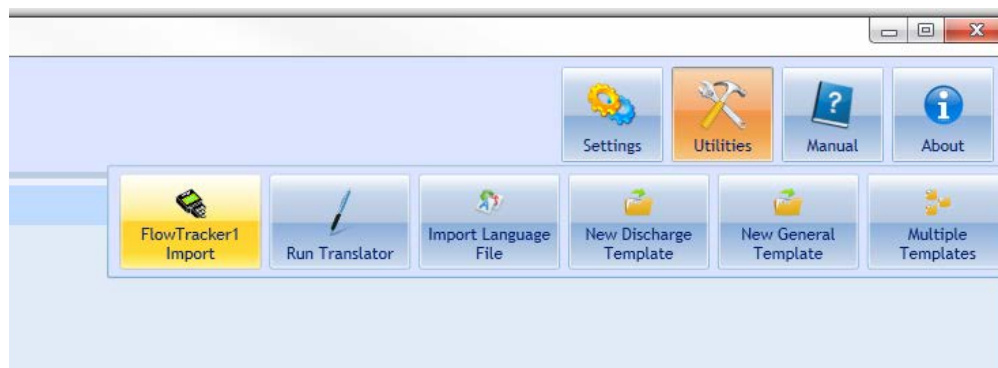 Settings
Utilities
Manual
About
FlowTracker1
Import
Run Translator
Import Language
File
New Discharge
Template
New General
Template
Multiple
Templates